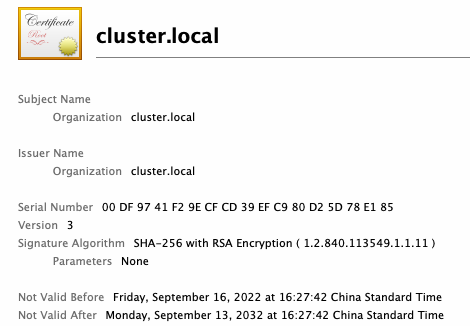 Certificate
Root
cluster.local
Subject Name
Organization cluster.local
Issuer Name
Organization cluster.local
Serial Number 00 DF 97 41 F2 9E CF CD 39 EF C9 80 D2 5D 78 E1 85
Version 3
Signature Algorithm SHA-256 with RSA Encryption ( 1.2.840.113549.1.1.11 )
Parameters None
Not Valid Before Friday, September 16, 2022 at 16:27:42 China Standard Time
Not Valid After Monday, September 13, 2032 at 16:27:42 China Standard Time